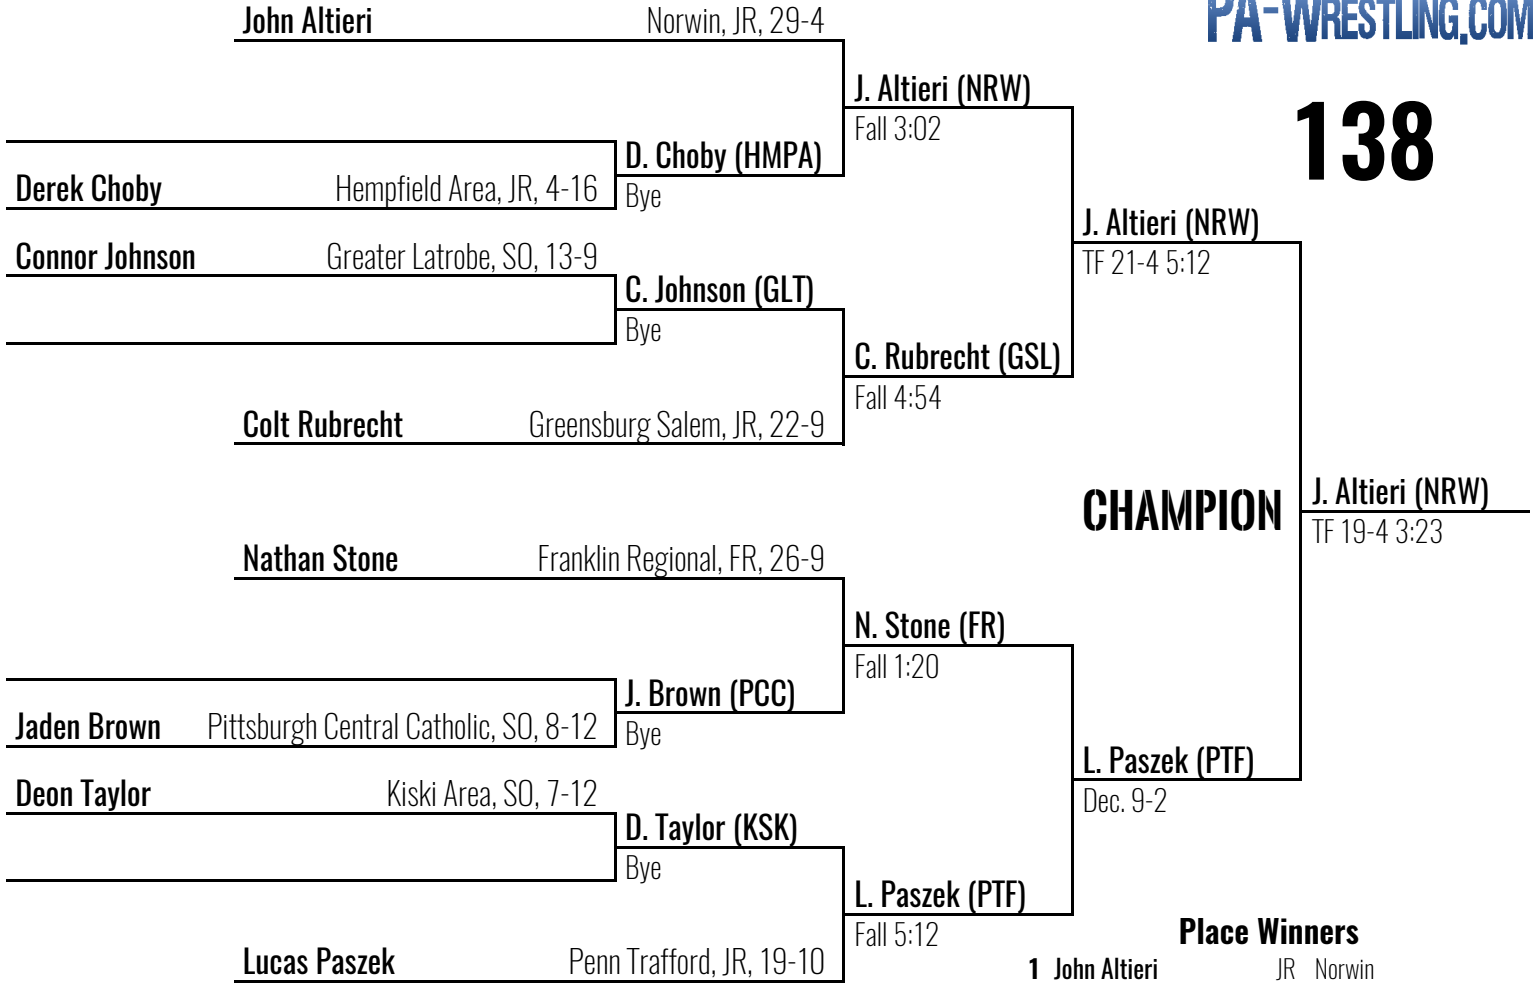 PA-WRESTLING.COM
138
John Altieri Norwin, JR, 29-4
J. Altieri (NRW)
Fall 3:02
D. Choby (HMPA)
Bye
Derek Choby Hempfield Area, JR, 4-16
J. Altieri (NRW)
TF 21-4 5:12
Connor Johnson Greater Latrobe, SO, 13-9
C. Johnson (GLT)
Bye
C. Rubrecht (GSL)
Fall 4:54
Colt Rubrecht Greensburg Salem, JR, 22-9
CHAMPION
J. Altieri (NRW)
TF 19-4 3:23
Nathan Stone Franklin Regional, FR, 26-9
N. Stone (FR)
Fall 1:20
J. Brown (PCC)
Bye
Jaden Brown Pittsburgh Central Catholic, SO, 8-12
L. Paszek (PTF)
Dec. 9-2
Deon Taylor Kiski Area, SO, 7-12
D. Taylor (KSK)
Bye
L. Paszek (PTF)
Fall 5:12
Lucas Paszek Penn Trafford, JR, 19-10
Place Winners
1 John Altieri JR Norwin